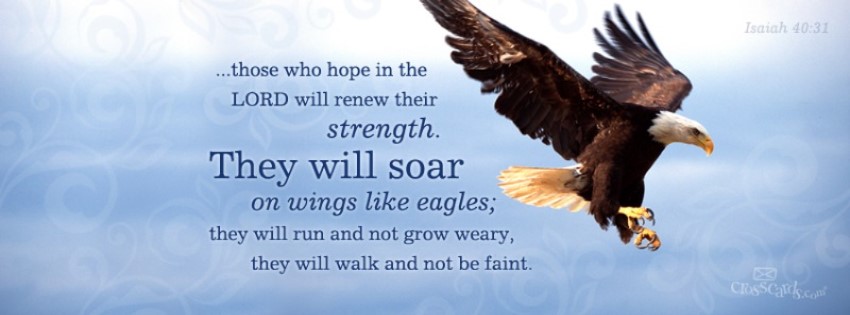 Isaiah 40:31
...those who hope in the
LORD will renew their
strength.
They will soar
on wings like eagles;
they will run and not grow weary,
they will walk and not be faint.
crosscards.com